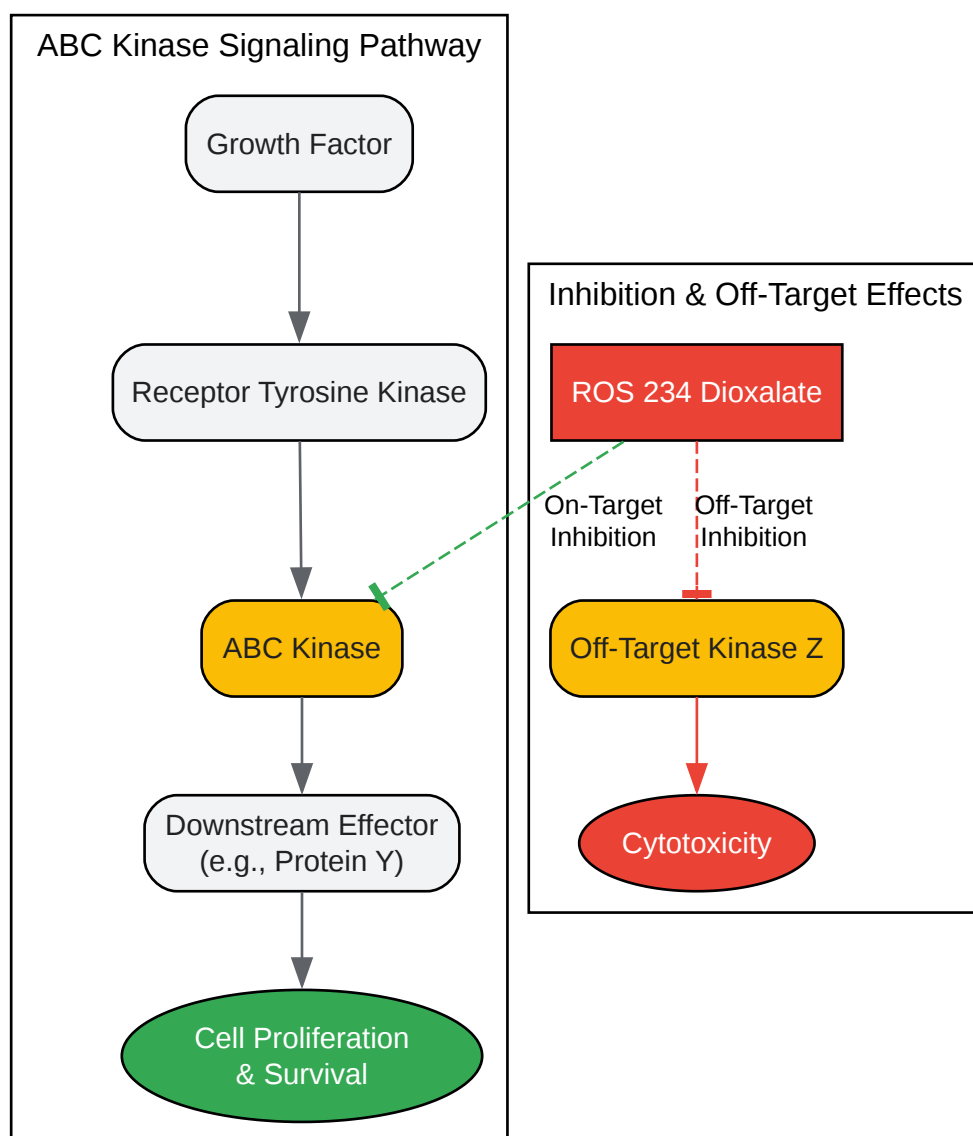 ABC Kinase Signaling Pathway
Growth Factor
Receptor Tyrosine Kinase
ABC Kinase
Downstream Effector
(e.g., Protein Y)
Cell Proliferation
& Survival
Inhibition & Off-Target Effects
ROS 234 Dioxalate
On-Target
Inhibition
Off-Target
Inhibition
Off-Target Kinase Z
Cytotoxicity